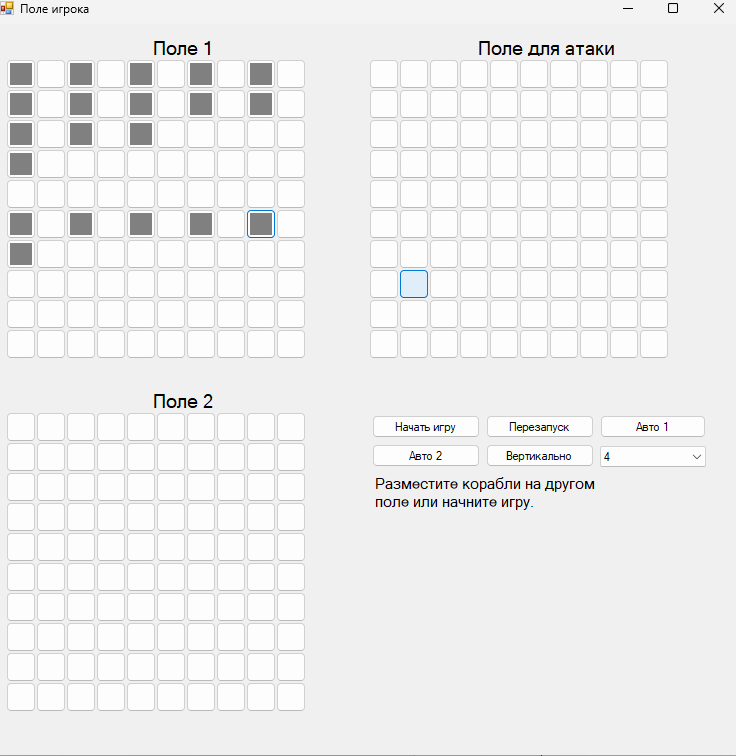 Поле игрока
Поле 1
Поле для атаки
Поле 2
Начать игру
Перезапуск
Авто 1
Авто 2
Вертикально
4
Разместите корабли на другом
поле или начните игру.